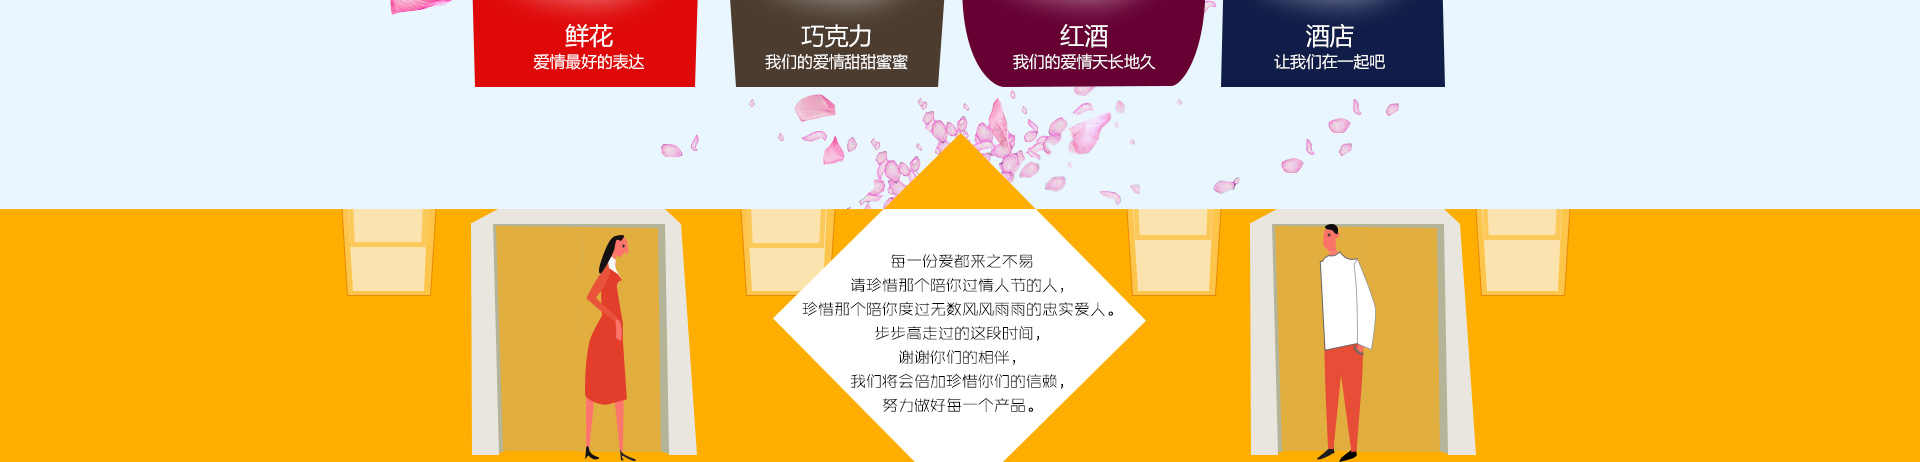 鲜花
爱情最好的表达
巧克力
我们的爱情甜甜蜜蜜
红酒
我们的爱情天长地久
酒店
让我们在一起吧
每一份爱都来之不易
请珍惜那个陪你过情人节的人，
珍惜那个陪你度过无数风风雨雨的忠实爱人。
步步高走过的这段时间，
谢谢你们的相伴，
我们将会倍加珍惜你们的信赖，
努力做好每一个产品。